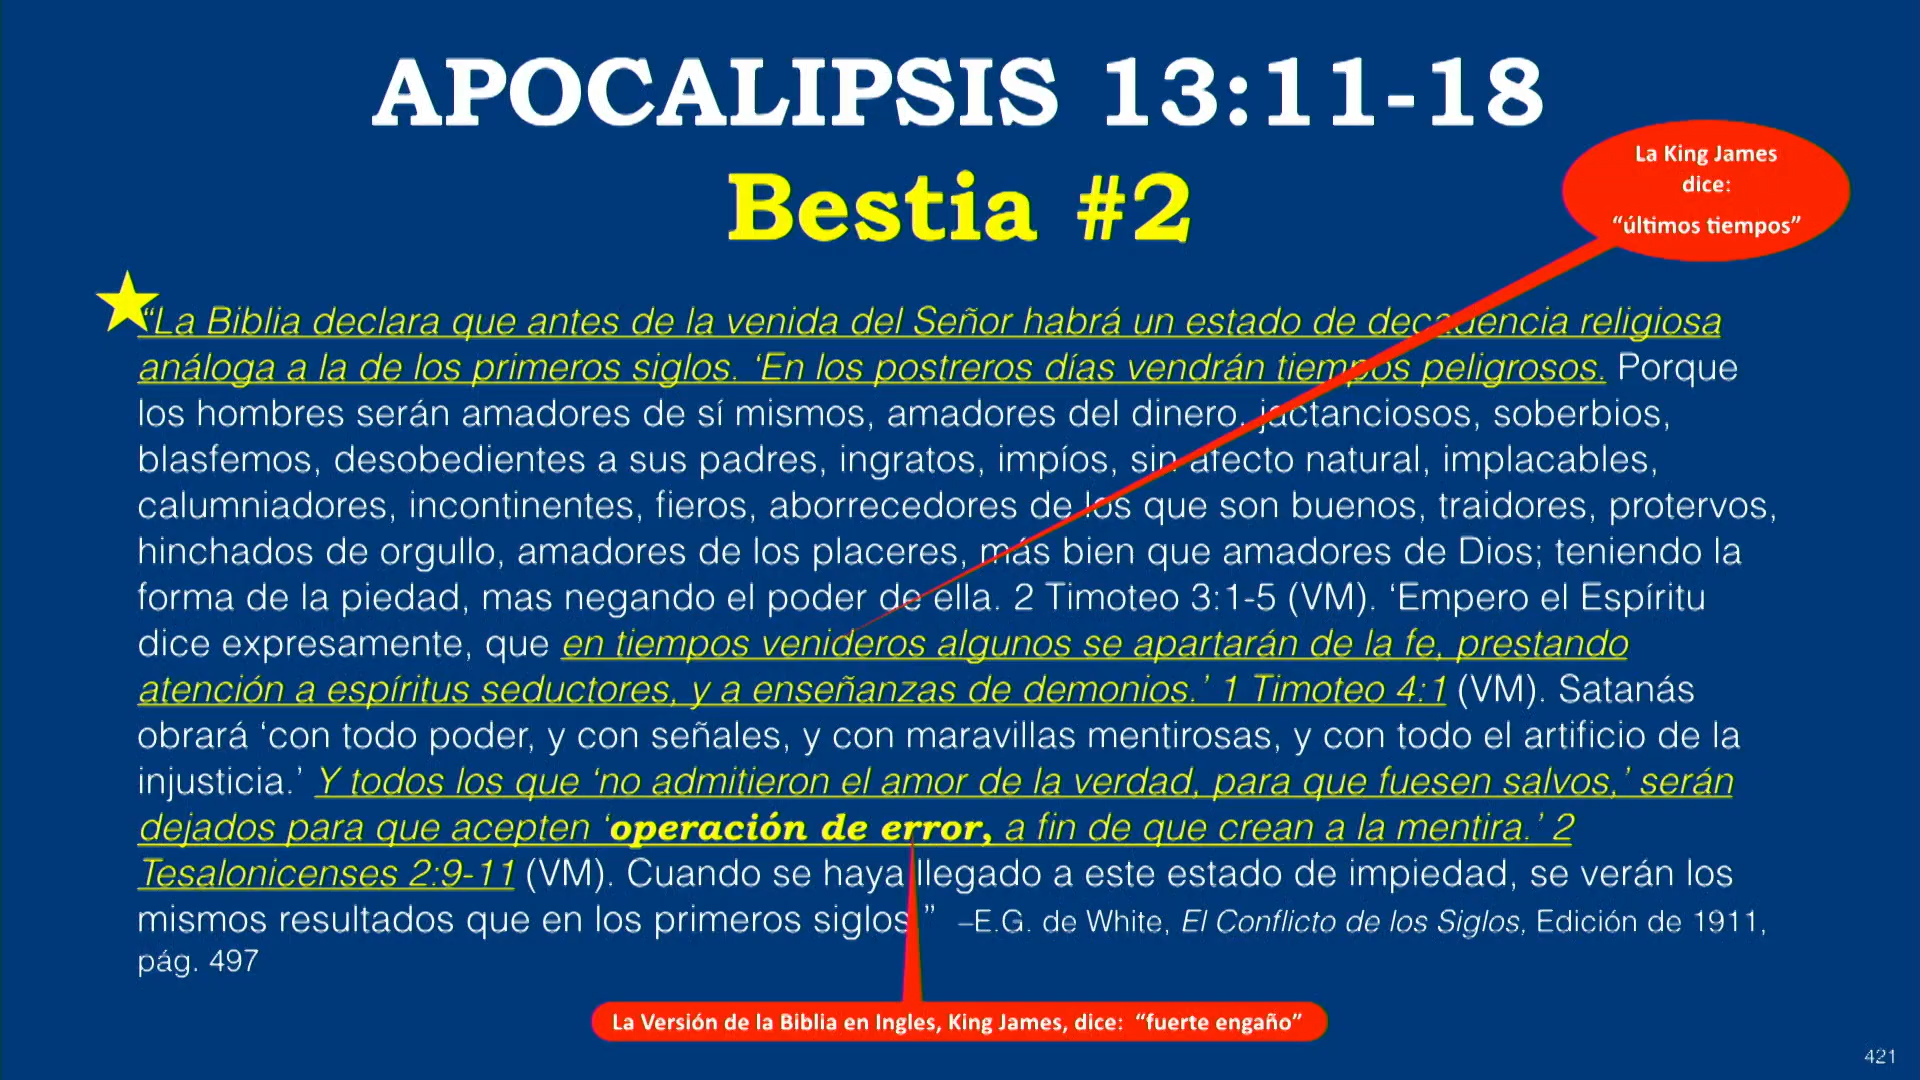 APOCALIPSIS 13:11-18
Bestia #2
La King James
dice:
“últimos tiempos”
“La Biblia declara que antes de la venida del Señor habrá un estado de decadencia religiosa
análoga a la de los primeros siglos. ‘En los postreros días vendrán tiempos peligrosos. Porque
los hombres serán amadores de sí mismos, amadores del dinero, jactanciosos, soberbios,
blasfemos, desobedientes a sus padres, ingratos, impíos, sin afecto natural, implacables,
calumniadores, incontinentes, fieros, aborrecedores de los que son buenos, traidores, protervos,
hinchados de orgullo, amadores de los placeres, más bien que amadores de Dios; teniendo la
forma de la piedad, mas negando el poder de ella. 2 Timoteo 3:1-5 (VM). ‘Empero el Espíritu
dice expresamente, que en tiempos venideros algunos se apartarán de la fe, prestando
atención a espíritus seductores, y a enseñanzas de demonios.’ 1 Timoteo 4:1 (VM). Satanás
obrará ‘con todo poder, y con señales, y con maravillas mentirosas, y con todo el artificio de la
injusticia.’ Y todos los que ‘no admitieron el amor de la verdad, para que fuesen salvos,’ serán
dejados para que acepten ‘operación de error, a fin de que crean a la mentira.’ 2
Tesalonicenses 2:9-11 (VM). Cuando se haya llegado a este estado de impiedad, se verán los
mismos resultados que en los primeros siglos.” –E.G. de White, El Conflicto de los Siglos, Edición de 1911,
pág. 497
La Versión de la Biblia en Ingles, King James, dice: “fuerte engaño”
421